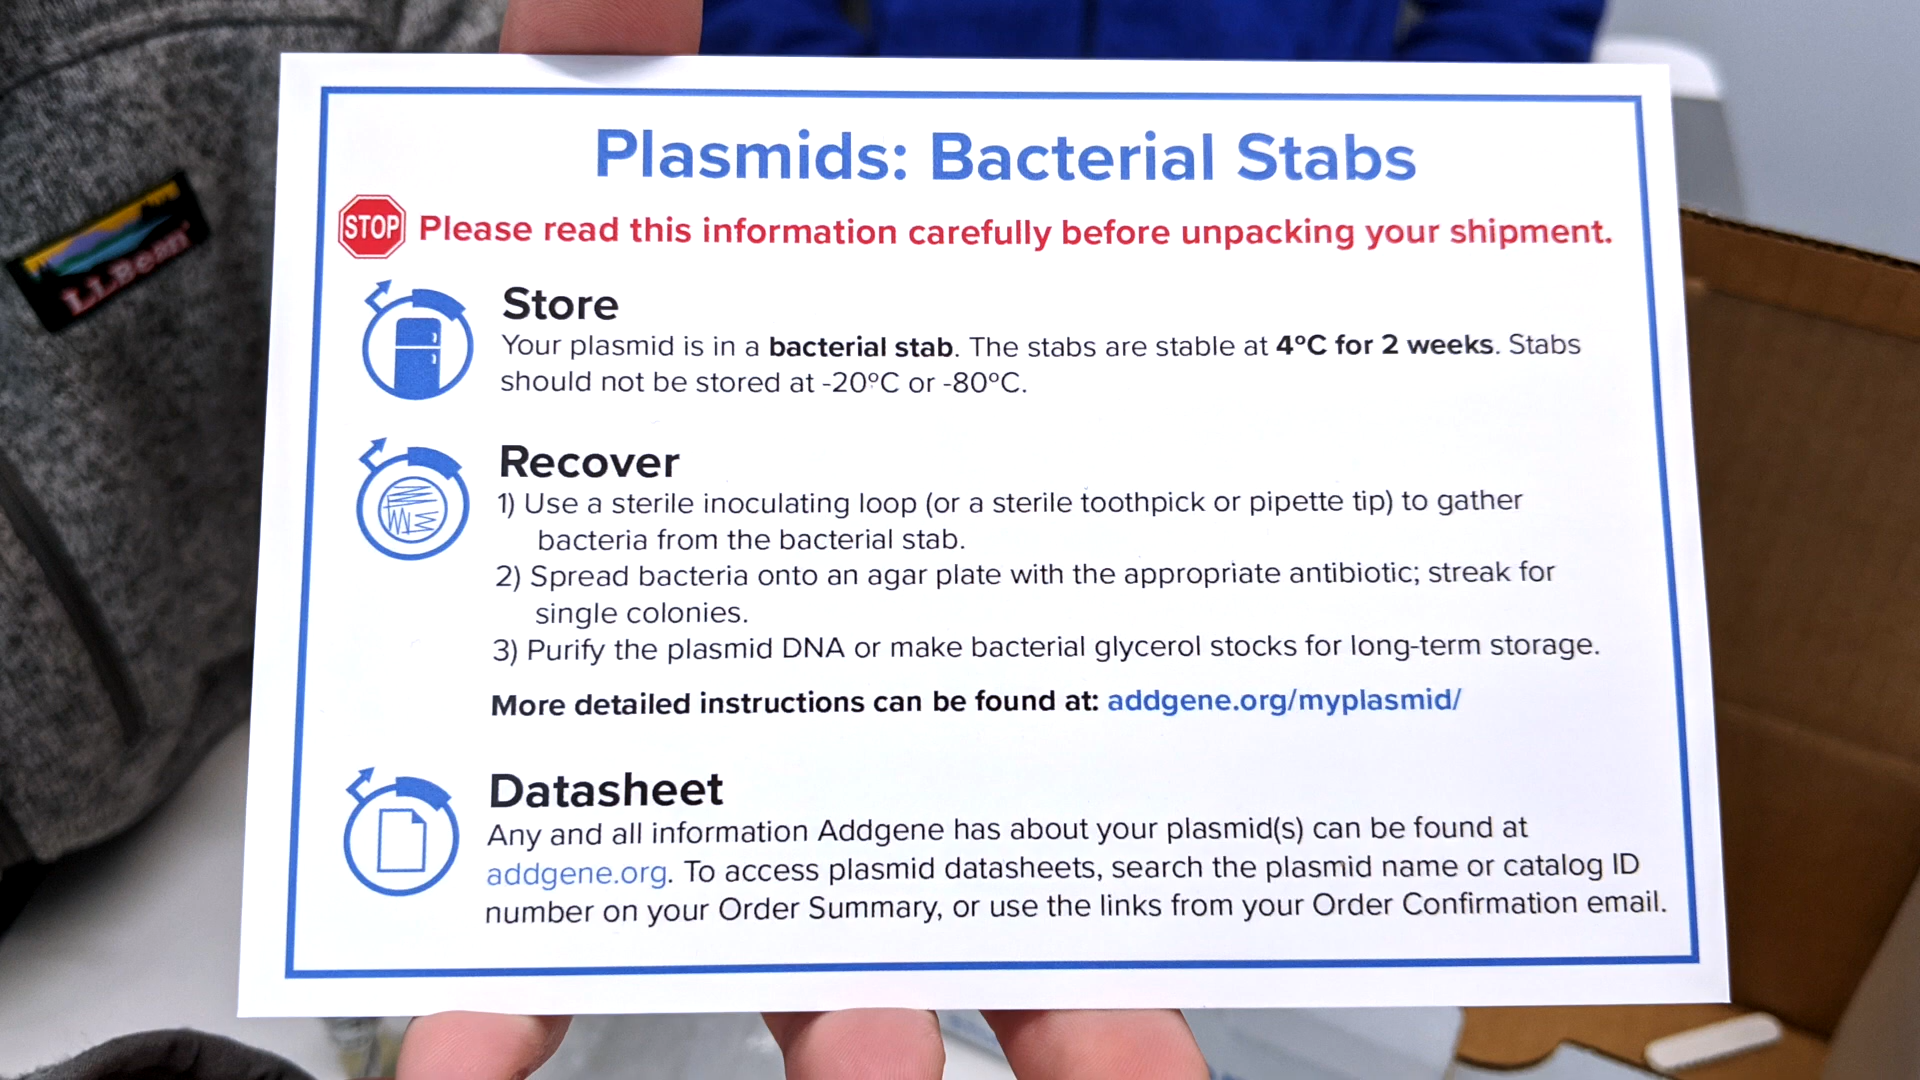 LLBean
Plasmids: Bacterial Stabs
STOP Please read this information carefully before unpacking your shipment.
Store
Your plasmid is in a bacterial stab. The stabs are stable at 4°C for 2 weeks. Stabs
should not be stored at -20°C or -80°C.
Recover
1) Use a sterile inoculating loop (or a sterile toothpick or pipette tip) to gather
bacteria from the bacterial stab.
2) Spread bacteria onto an agar plate with the appropriate antibiotic; streak for
single colonies.
3) Purify the plasmid DNA or make bacterial glycerol stocks for long-term storage.
More detailed instructions can be found at: addgene.org/myplasmid/
Datasheet
Any and all information Addgene has about your plasmid(s) can be found at
addgene.org. To access plasmid datasheets, search the plasmid name or catalog ID
number on your Order Summary, or use the links from your Order Confirmation email.